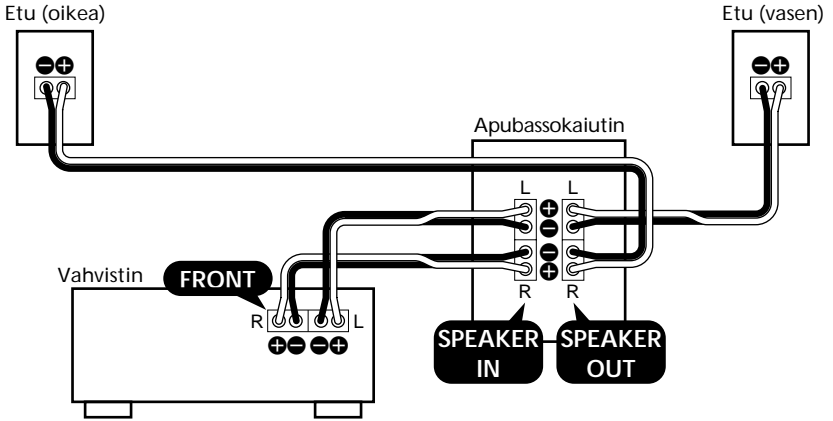 Etu (oikea)
Etu (vasen)
Apubassokaiutin
L L
Vahvistin
FRONT
R L
R R
SPEAKER
IN
SPEAKER
OUT